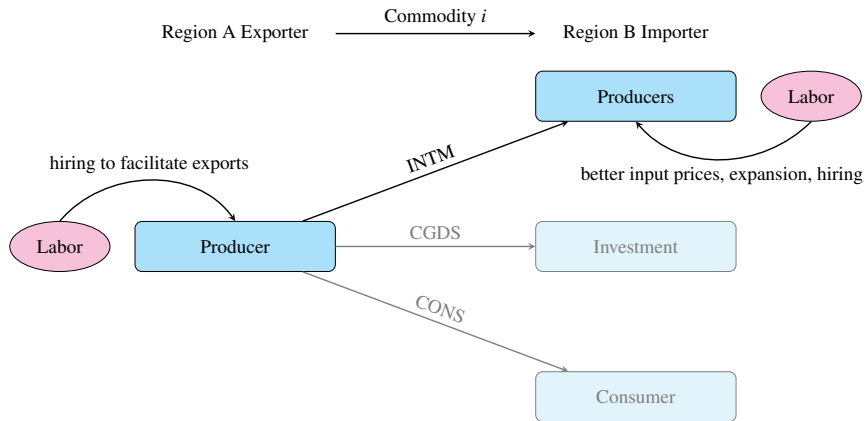 Commodity i
Region A Exporter
Region B Importer
Producers
Labor
INTM
hiring to facilitate exports
better input prices, expansion, hiring
Labor
Producer
CGDS
Investment
CONS
Consumer